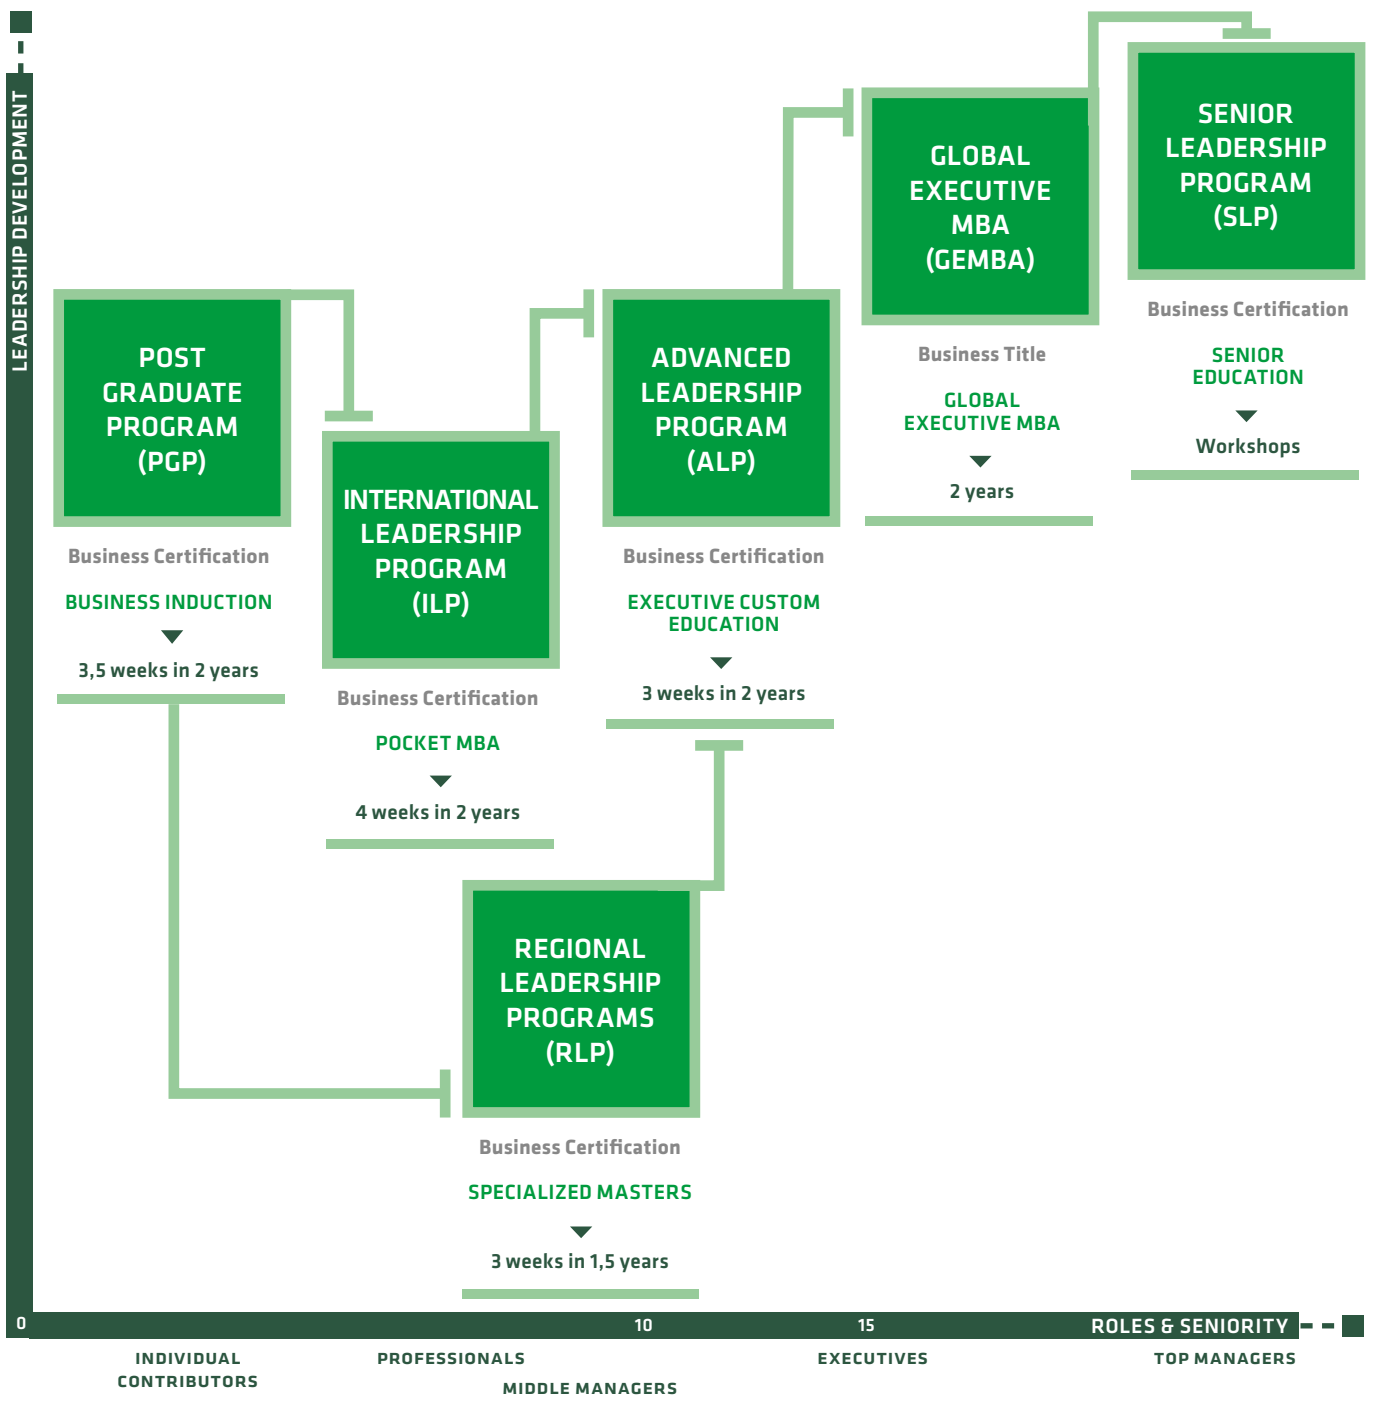 LEADERSHIP DEVELOPMENT
POST
GRADUATE
PROGRAM
(PGP)
Business Certification
BUSINESS INDUCTION
3,5 weeks in 2 years
INTERNATIONAL
LEADERSHIP
PROGRAM
(ILP)
Business Certification
POCKET MBA
4 weeks in 2 years
REGIONAL
LEADERSHIP
PROGRAMS
(RLP)
Business Certification
SPECIALIZED MASTERS
3 weeks in 1,5 years
ADVANCED
LEADERSHIP
PROGRAM
(ALP)
Business Certification
EXECUTIVE CUSTOM
EDUCATION
3 weeks in 2 years
GLOBAL
EXECUTIVE
MBA
(GEMBA)
Business Title
GLOBAL
EXECUTIVE MBA
2 years
SENIOR
LEADERSHIP
PROGRAM
(SLP)
Business Certification
SENIOR
EDUCATION
Workshops
0
10
15
ROLES & SENIORITY
INDIVIDUAL
CONTRIBUTORS
PROFESSIONALS
MIDDLE MANAGERS
EXECUTIVES
TOP MANAGERS